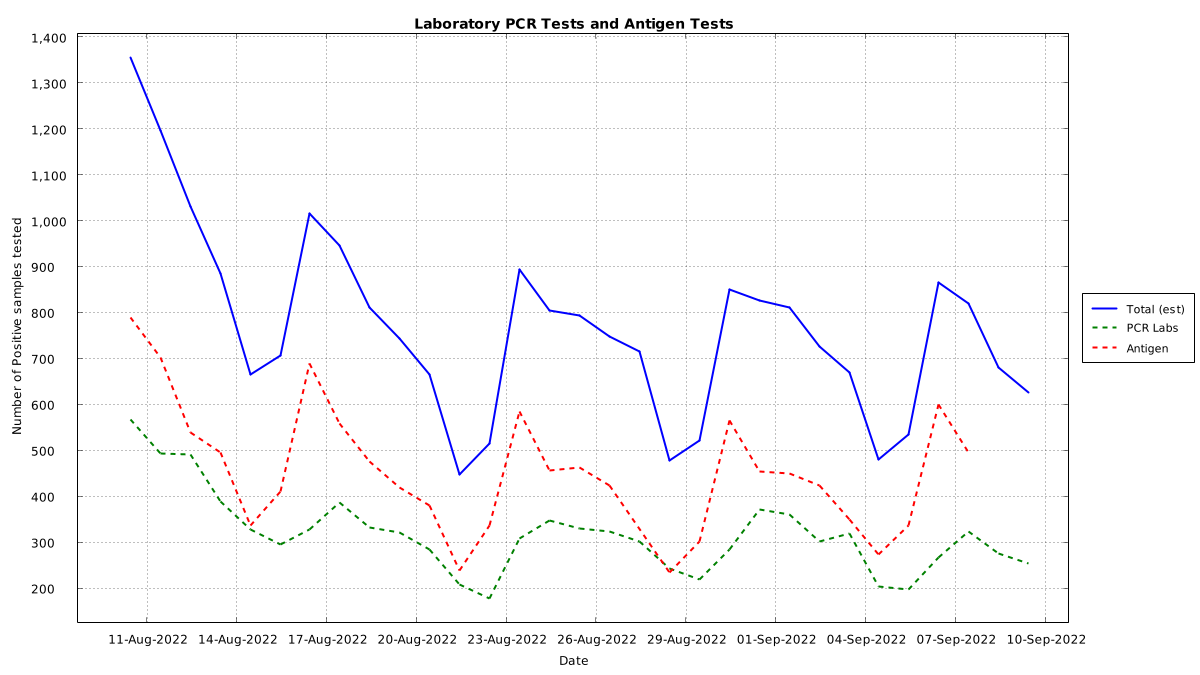 Laboratory PCR Tests and Antigen Tests
1,400
1,300
1,200
1,100
1,000
900
800
700
600
500
400
300
200
Number of Positive samples tested
11-Aug-2022 14-Aug-2022 17-Aug-2022 20-Aug-2022 23-Aug-2022 26-Aug-2022 29-Aug-2022 01-Sep-2022 04-Sep-2022 07-Sep-2022 10-Sep-2022
Date
Total (est)
PCR Labs
Antigen